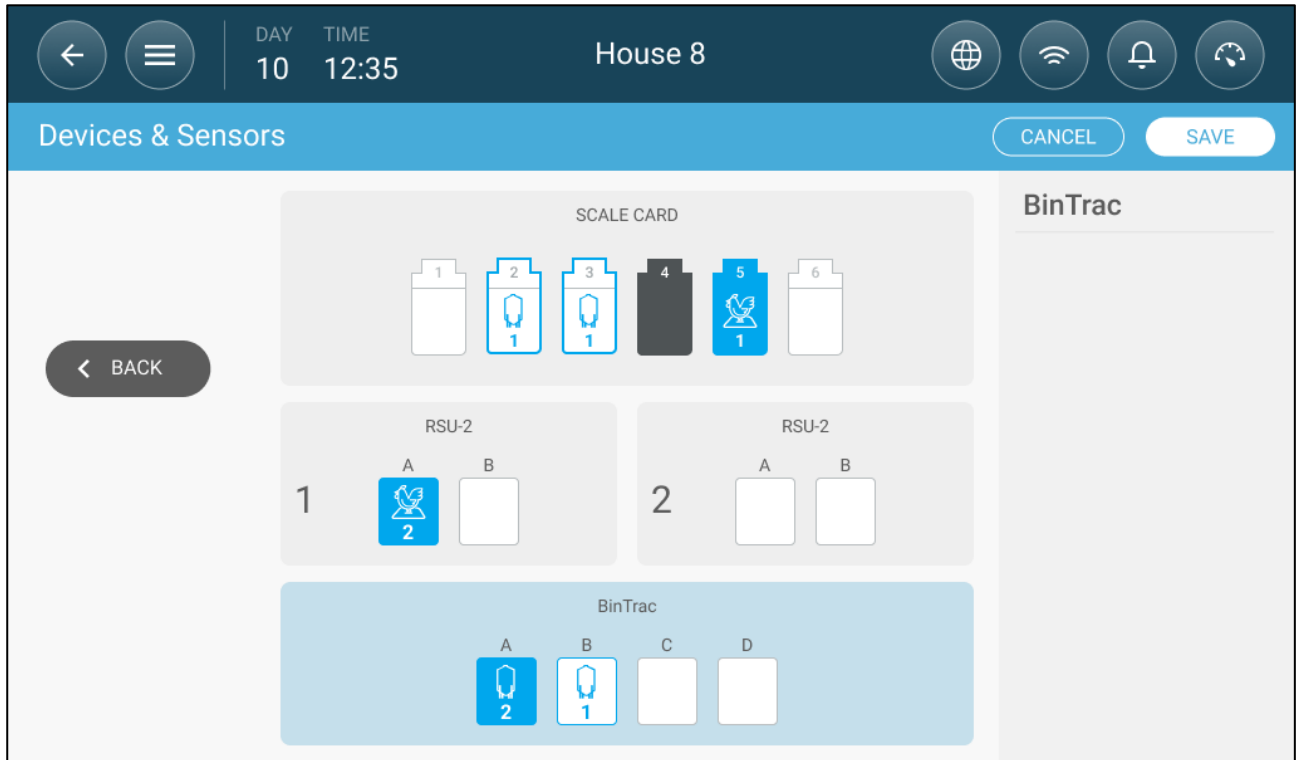 DAY TIME
10 12:35
House 8
Devices & Sensors
CANCEL
SAVE
BinTrac
SCALE CARD
1 2 3 4 5 6
1 1 1
BACK
RSU-2
A B
1
2
RSU-2
A B
2
BinTrac
A B C D
2 1